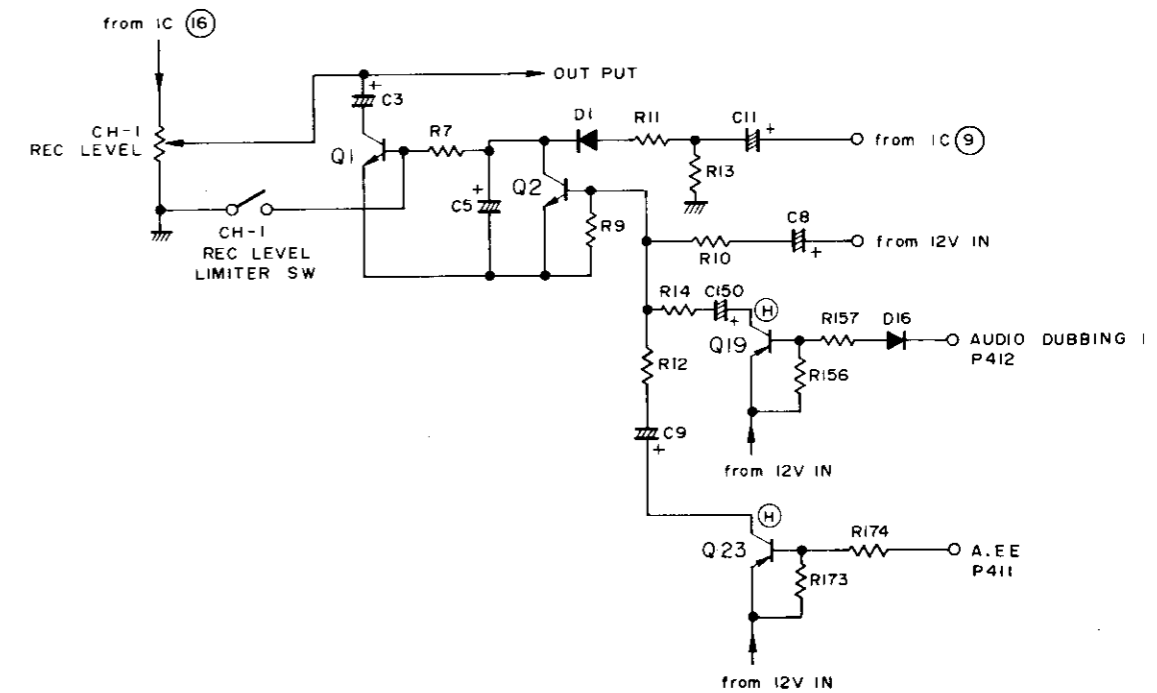 from IC 16
OUT PUT
C3
CH-1
REC LEVEL
Q1
R7
D1
R11
C11
from IC 9
R13
Q2
C5
R9
CH-1
REC LEVEL
LIMITER SW
C8
from 12V IN
R10
R14
C150
H
R157
D16
Q19
AUDIO DUBBING 1
P412
R12
R156
C9
from 12V IN
H
R174
Q23
A.EE
P411
R173
from 12V IN